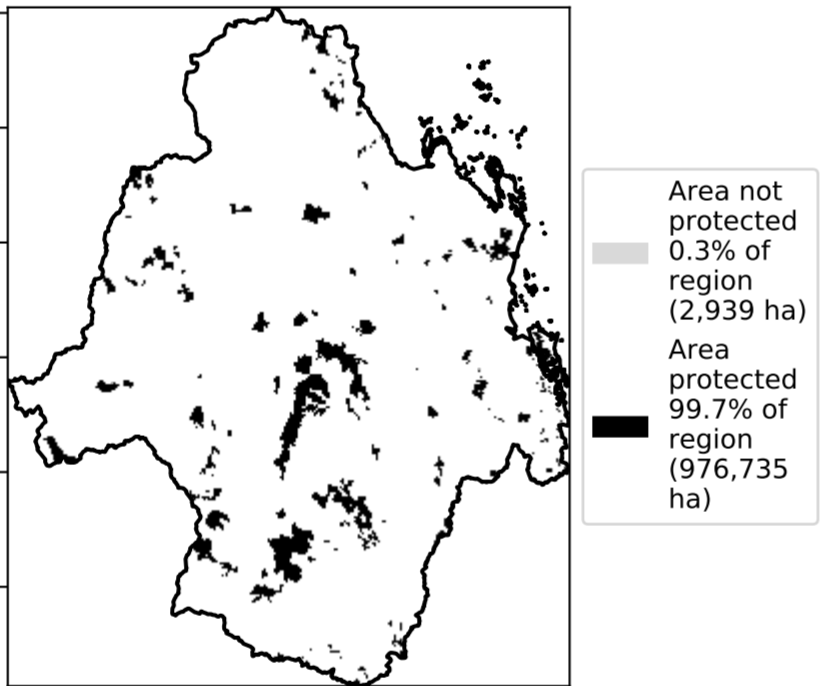 Area not
protected
0.3% of
region
(2,939 ha)
Area
protected
99.7% of
region
(976,735
ha)